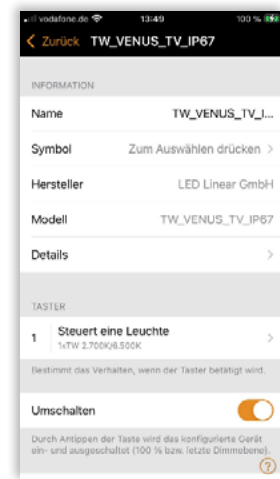 vodafone.de 13:49 100 %
Zurück TW_VENUS_TV_IP67
INFORMATION
Name TW_VENUS_TV_I...
Symbol Zum Auswählen drücken >
Hersteller LED Linear GmbH
Modell TW_VENUS_TV_IP67
Details >
TASTER
1 Steuert eine Leuchte >
1xTW 2.700K/6.500K
Bestimmt das Verhalten, wenn der Taster betätigt wird.
Umschalten
Durch Antippen der Taste wird das konfigurierte Gerät
ein- und ausgeschaltet (100 % bzw. letzte Dimmebene).
?